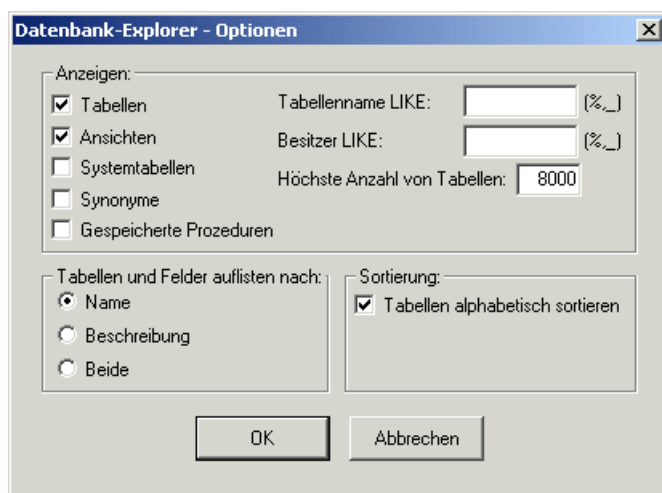 Datenbank-Explorer - Optionen
Anzeigen:
Tabellen
Ansichten
Systemtabellen
Synonyme
Gespeicherte Prozeduren
Tabellenname LIKE: (%,_)
Besitzer LIKE: (%,_)
Höchste Anzahl von Tabellen: 8000
Tabellen und Felder auflisten nach:
Name
Beschreibung
Beide
Sortierung:
Tabellen alphabetisch sortieren
OK Abbrechen